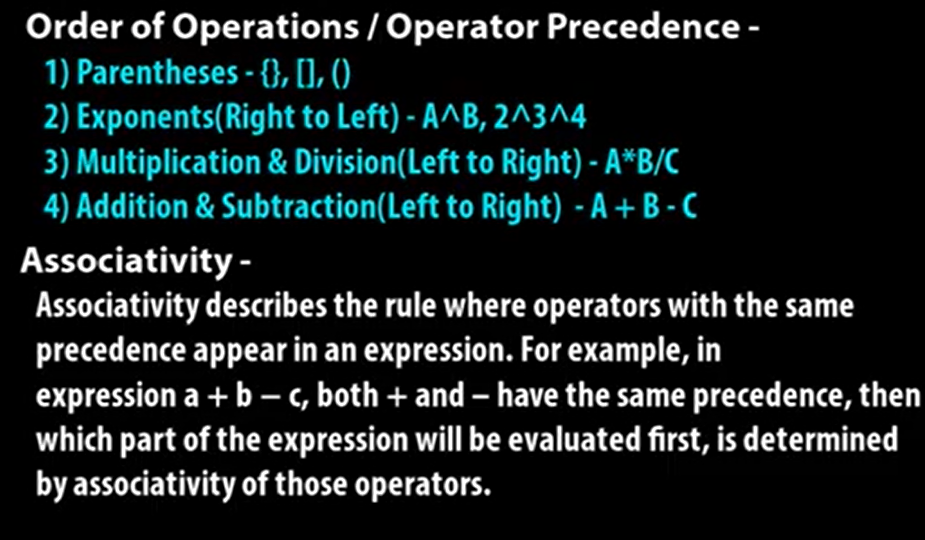 Order of Operations / Operator Precedence -
1) Parentheses - {}, [], ()
2) Exponents(Right to Left) - A^B, 2^3^4
3) Multiplication & Division(Left to Right) - A*B/C
4) Addition & Subtraction(Left to Right) - A + B - C
Associativity -
Associativity describes the rule where operators with the same
precedence appear in an expression. For example, in
expression a + b – c, both + and – have the same precedence, then
which part of the expression will be evaluated first, is determined
by associativity of those operators.